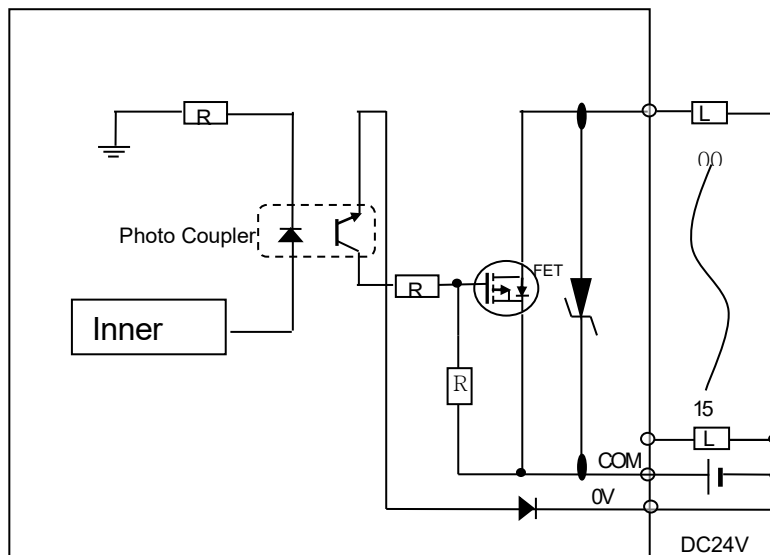 R
L
00
Photo Coupler
FET
R
Inner
R
15
L
COM
0V
DC24V